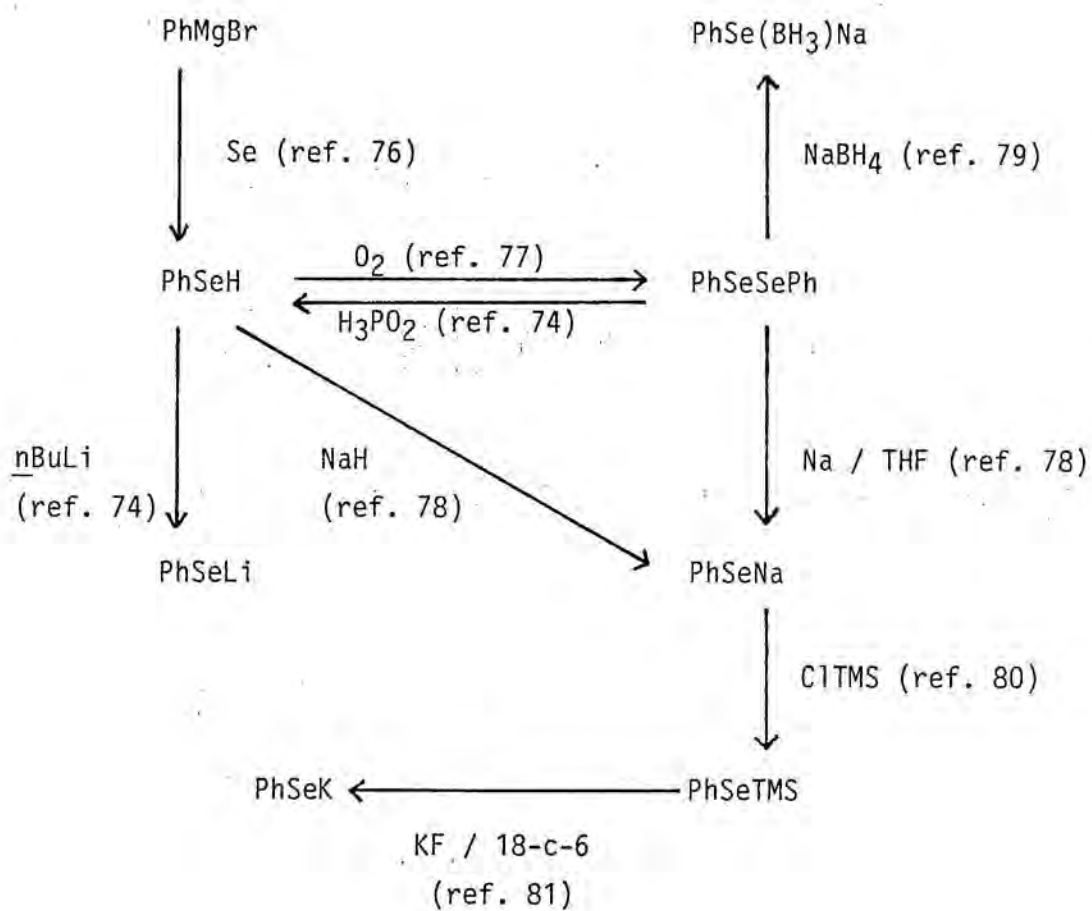 PhMgBr
PhSe(BH3)Na
Se (ref. 76)
NaBH4 (ref. 79)
PhSeH
O2 (ref. 77)
PhSeSePh
H3PO2 (ref. 74)
nBuLi
(ref. 74)
NaH
(ref. 78)
Na / THF (ref. 78)
PhSeLi
PhSeNa
ClTMS (ref. 80)
PhSeK
PhSeTMS
KF / 18-c-6
(ref. 81)